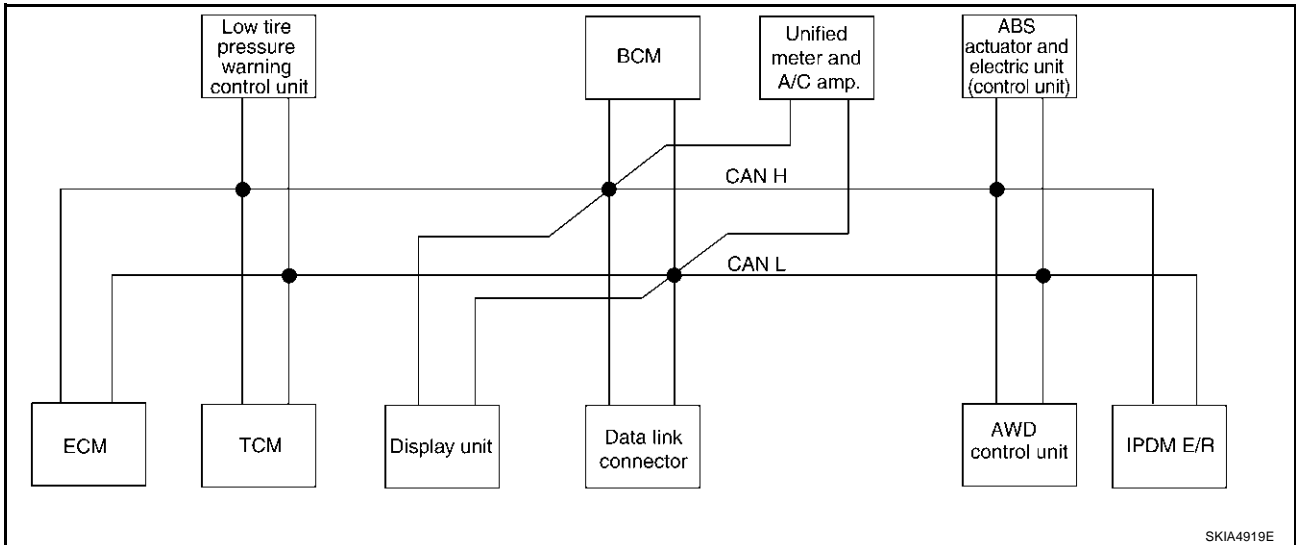 Low tire
pressure
warning
control unit
BCM
Unified
meter and
A/C amp.
ABS
actuator and
electric unit
(control unit)
CAN H
CAN L
ECM
TCM
Display unit
Data link
connector
AWD
control unit
IPDM E/R
SKIA4919E